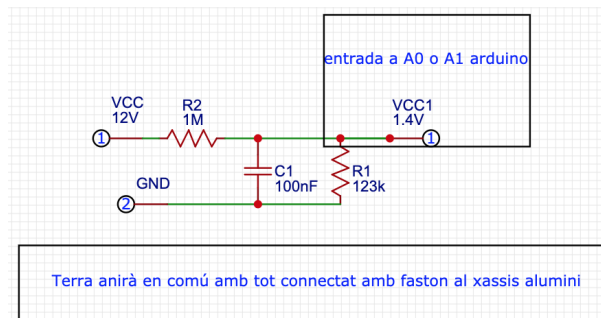 entrada a A0 o A1 arduino
VCC
12V
R2
1M
VCC1
1.4V
1
1
C1
100nF
R1
123k
GND
2
Terra anirà en comú amb tot connectat amb faston al xassis alumini